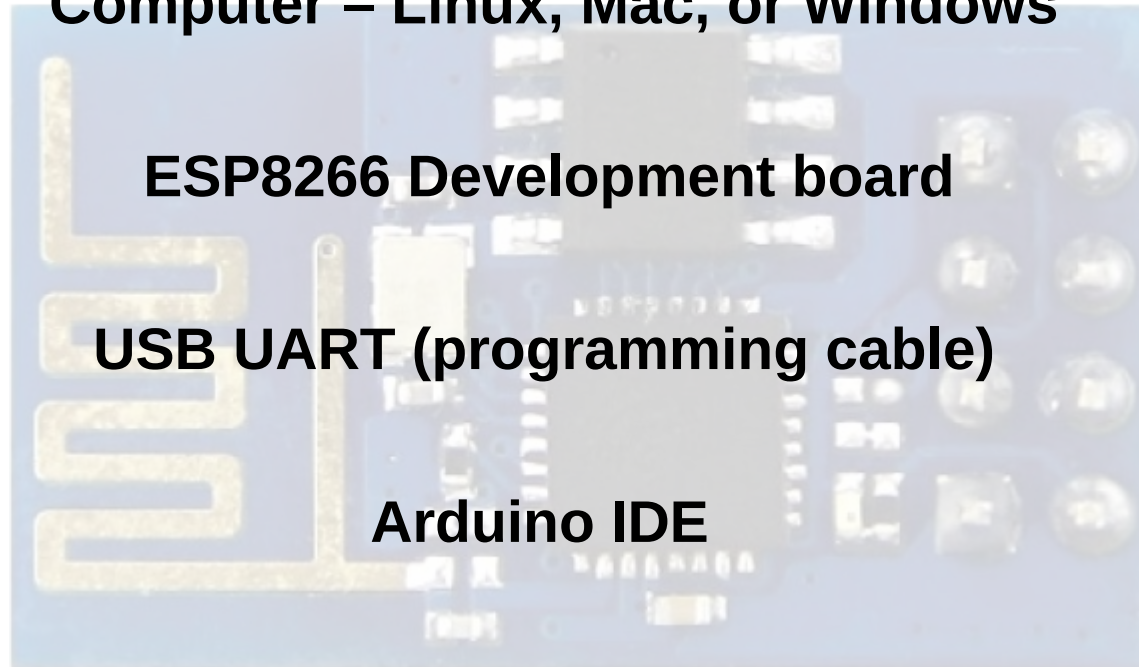 Computer – Linux, Mac, or Windows
ESP8266 Development board
USB UART (programming cable)
Arduino IDE